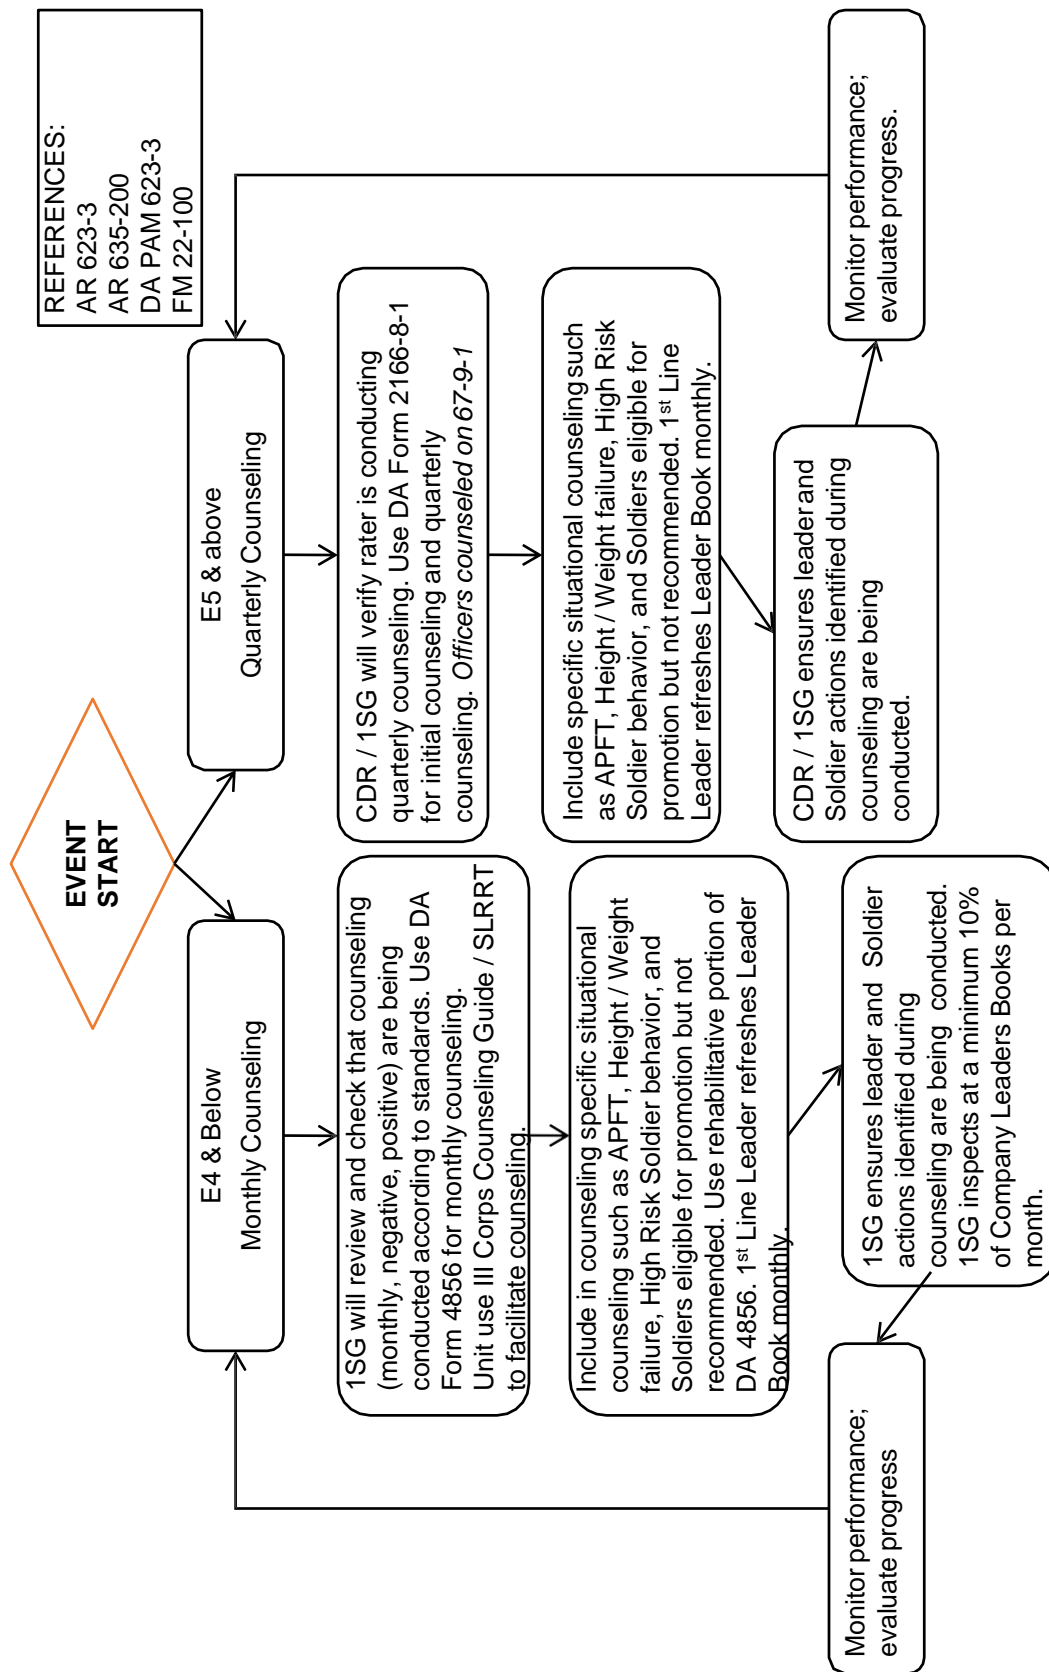 REFERENCES:
AR 623-3
AR 635-200
DA PAM 623-3
FM 22-100
EVENT
START
E4 & Below
Monthly Counseling
1SG will review and check that counseling
(monthly, negative, positive) are being
conducted according to standards. Use DA
Form 4856 for monthly counseling.
Unit use III Corps Counseling Guide / SLRRT
to facilitate counseling.
Include in counseling specific situational
counseling such as APFT, Height / Weight
failure, High Risk Soldier behavior, and
Soldiers eligible for promotion but not
recommended. Use rehabilitative portion of
DA 4856. 1st Line Leader refreshes Leader
Book monthly.
1SG ensures leader and Soldier
actions identified during
counseling are being conducted.
1SG inspects at a minimum 10%
of Company Leaders Books per
month.
Monitor performance;
evaluate progress
E5 & above
Quarterly Counseling
CDR / 1SG will verify rater is conducting
quarterly counseling. Use DA Form 2166-8-1
for initial counseling and quarterly
counseling. Officers counseled on 67-9-1
Include specific situational counseling such
as APFT, Height / Weight failure, High Risk
Soldier behavior, and Soldiers eligible for
promotion but not recommended. 1st Line
Leader refreshes Leader Book monthly.
CDR / 1SG ensures leader and
Soldier actions identified during
counseling are being
conducted.
Monitor performance;
evaluate progress.